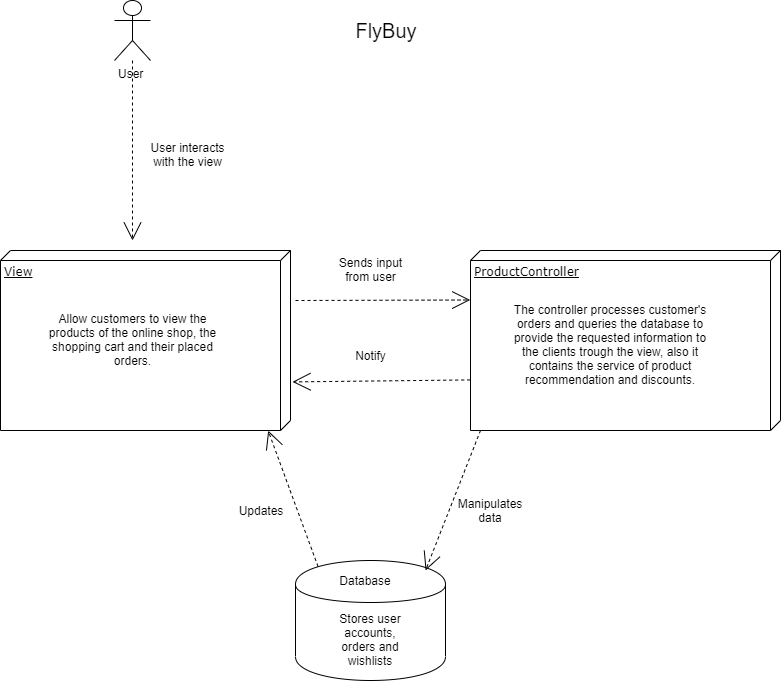 FlyBuy
User
User interacts
with the view
View
Allow customers to view the
products of the online shop, the
shopping cart and their placed
orders.
Sends input
from user
Notify
ProductController
The controller processes customer's
orders and queries the database to
provide the requested information to
the clients trough the view, also it
contains the service of product
recommendation and discounts.
Updates
Manipulates
data
Database
Stores user
accounts,
orders and
wishlists